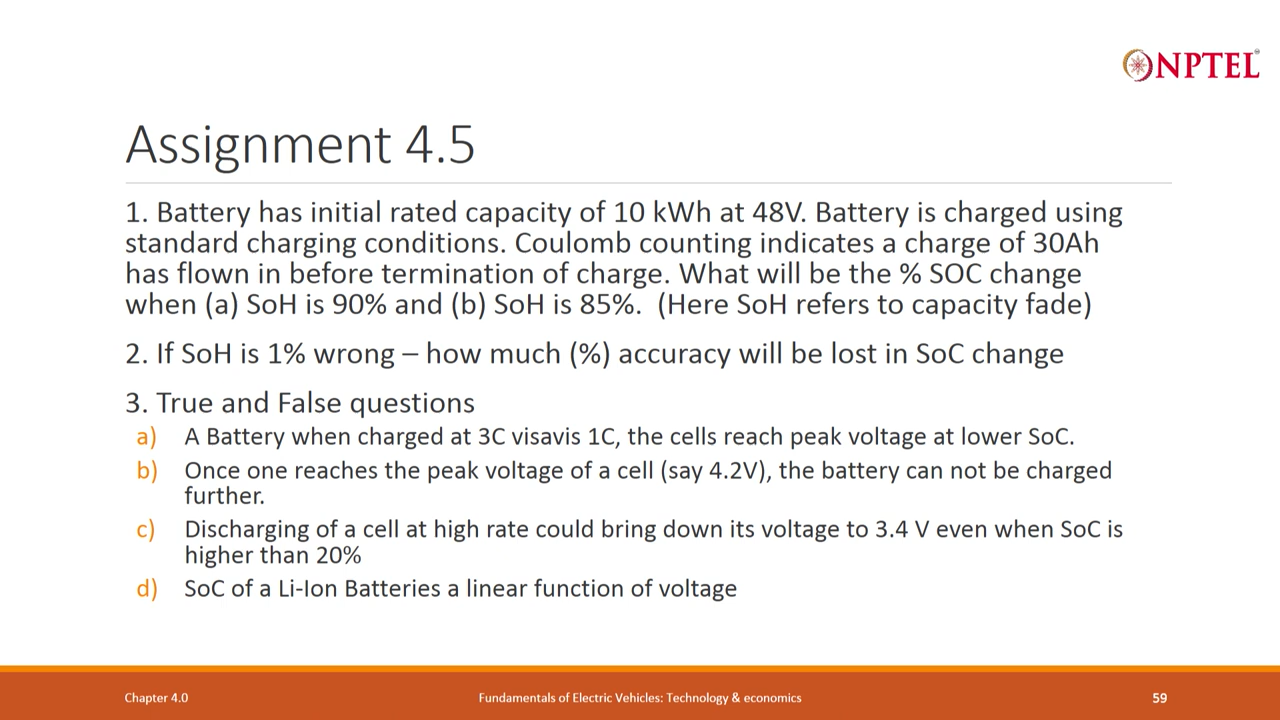 NPTEL
Assignment 4.5
1. Battery has initial rated capacity of 10 kWh at 48V. Battery is charged using
standard charging conditions. Coulomb counting indicates a charge of 30Ah
has flown in before termination of charge. What will be the % SOC change
when (a) SoH is 90% and (b) SoH is 85%.  (Here SoH refers to capacity fade)
2. If SoH is 1% wrong – how much (%) accuracy will be lost in SoC change
3. True and False questions
a) A Battery when charged at 3C visavis 1C, the cells reach peak voltage at lower SoC.
b) Once one reaches the peak voltage of a cell (say 4.2V), the battery can not be charged
further.
c) Discharging of a cell at high rate could bring down its voltage to 3.4 V even when SoC is
higher than 20%
d) SoC of a Li-Ion Batteries a linear function of voltage
Chapter 4.0
Fundamentals of Electric Vehicles: Technology & economics
59